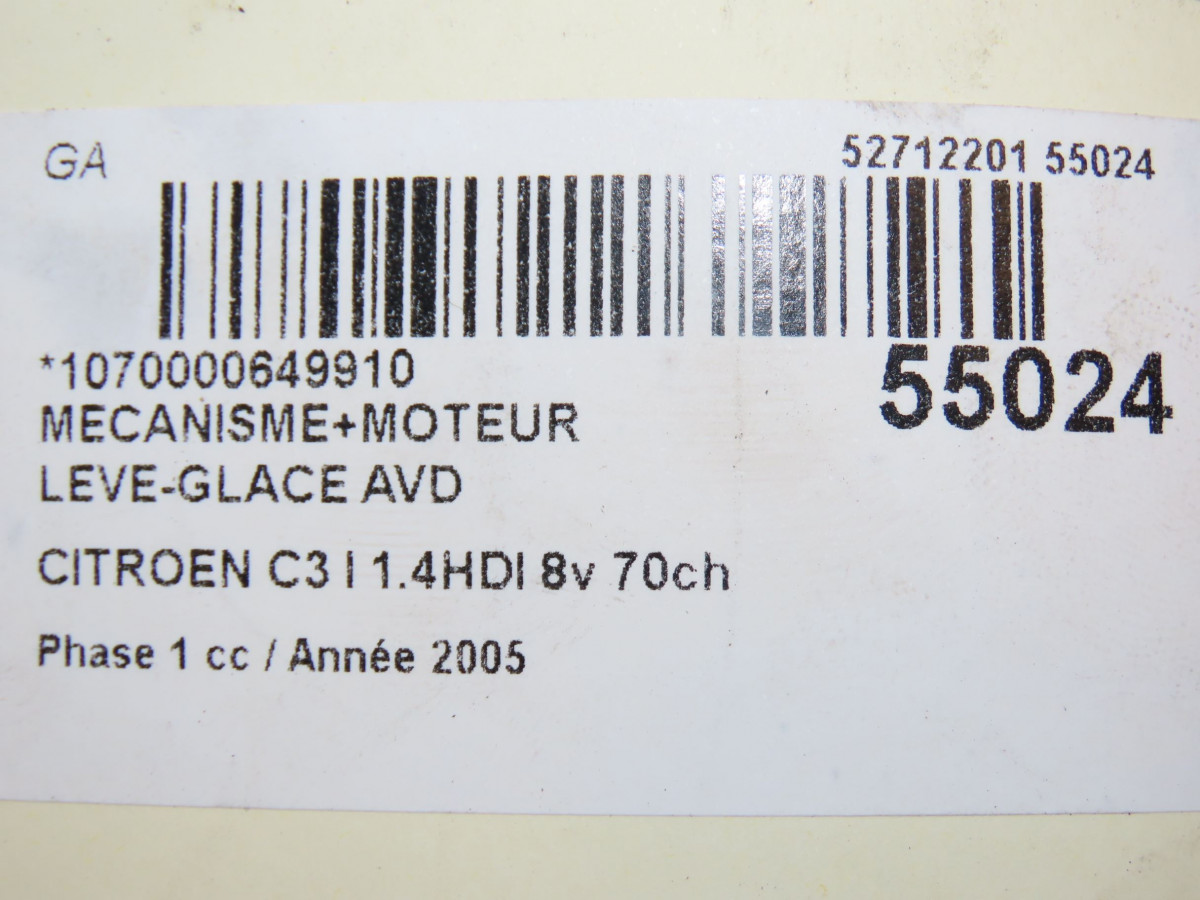 GA
52712201 55024
*1070000649910
55024
MECANISME+MOTEUR
LEVE-GLACE AVD
CITROEN C3 I 1.4HDI 8v 70ch
Phase 1 cc / Année 2005